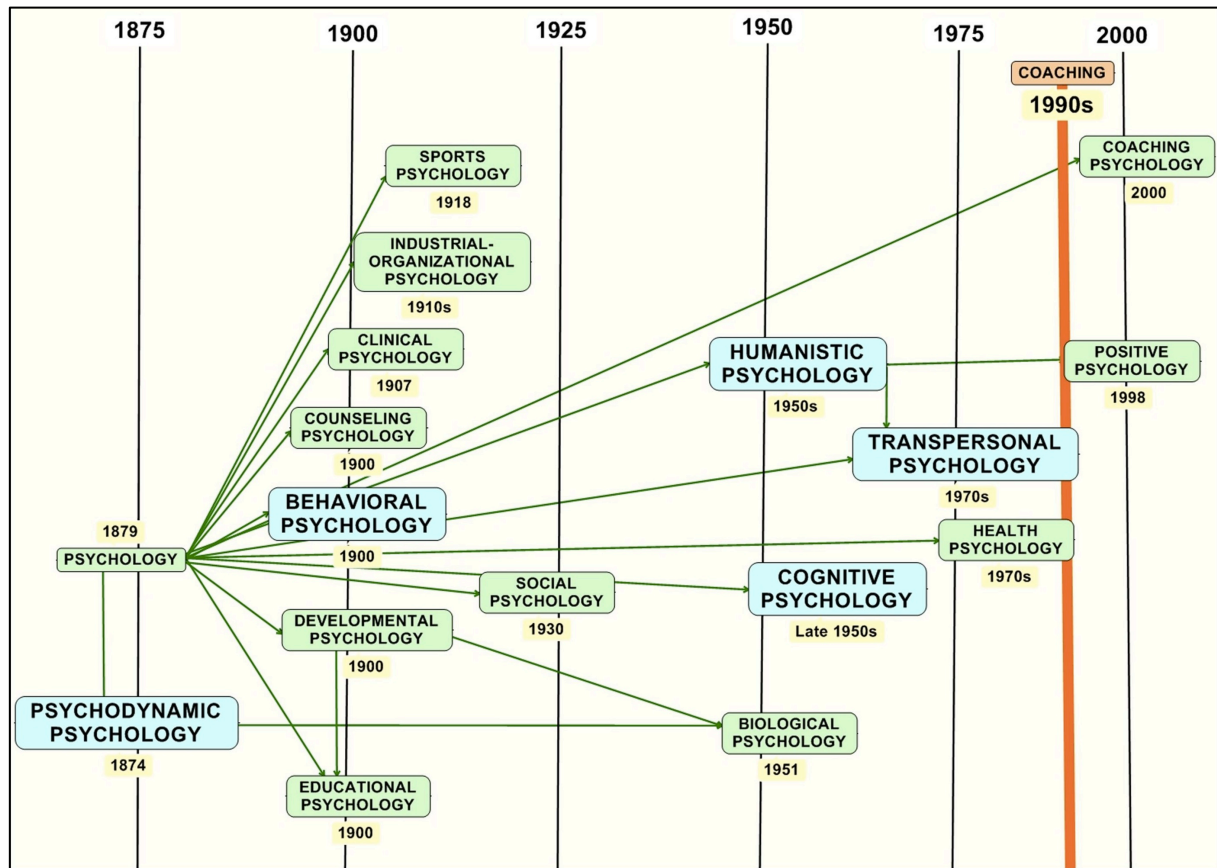 1875
1900
1925
1950
1975
2000
COACHING
1990s
SPORTS
PSYCHOLOGY
1918
COACHING
PSYCHOLOGY
2000
INDUSTRIAL-
ORGANIZATIONAL
PSYCHOLOGY
1910s
CLINICAL
PSYCHOLOGY
1907
HUMANISTIC
PSYCHOLOGY
1950s
POSITIVE
PSYCHOLOGY
1998
COUNSELING
PSYCHOLOGY
1900
TRANSPERSONAL
PSYCHOLOGY
1970s
BEHAVIORAL
PSYCHOLOGY
1900
1879
PSYCHOLOGY
HEALTH
PSYCHOLOGY
1970s
SOCIAL
PSYCHOLOGY
1930
COGNITIVE
PSYCHOLOGY
Late 1950s
DEVELOPMENTAL
PSYCHOLOGY
1900
PSYCHODYNAMIC
PSYCHOLOGY
1874
BIOLOGICAL
PSYCHOLOGY
1951
EDUCATIONAL
PSYCHOLOGY
1900